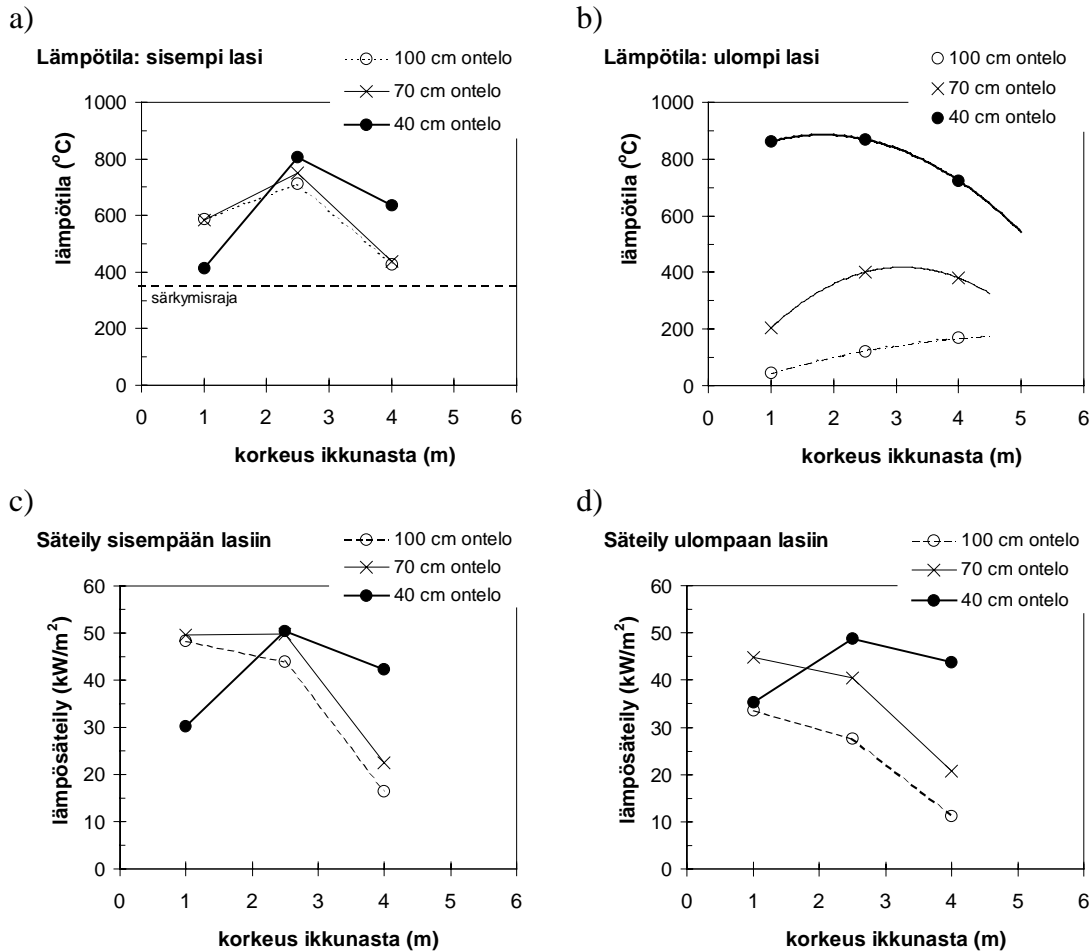 a)
Lämpötila: sisempi lasi
100 cm ontelo
70 cm ontelo
40 cm ontelo
lämpötila (°C)
1000
800
600
400
200
0
särkymisraja
0 1 2 3 4 5 6
korkeus ikkunasta (m)
b)
Lämpötila: ulompi lasi
100 cm ontelo
70 cm ontelo
40 cm ontelo
lämpötila (°C)
1000
800
600
400
200
0
0 1 2 3 4 5 6
korkeus ikkunasta (m)
c)
Säteily sisempään lasiin
100 cm ontelo
70 cm ontelo
40 cm ontelo
lämpösäteily (kW/m²)
60
50
40
30
20
10
0
0 1 2 3 4 5 6
korkeus ikkunasta (m)
d)
Säteily ulompaan lasiin
100 cm ontelo
70 cm ontelo
40 cm ontelo
lämpösäteily (kW/m²)
60
50
40
30
20
10
0
0 1 2 3 4 5 6
korkeus ikkunasta (m)